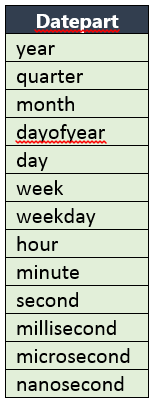 Datepart
year
quarter
month
dayofyear
day
week
weekday
hour
minute
second
millisecond
microsecond
nanosecond